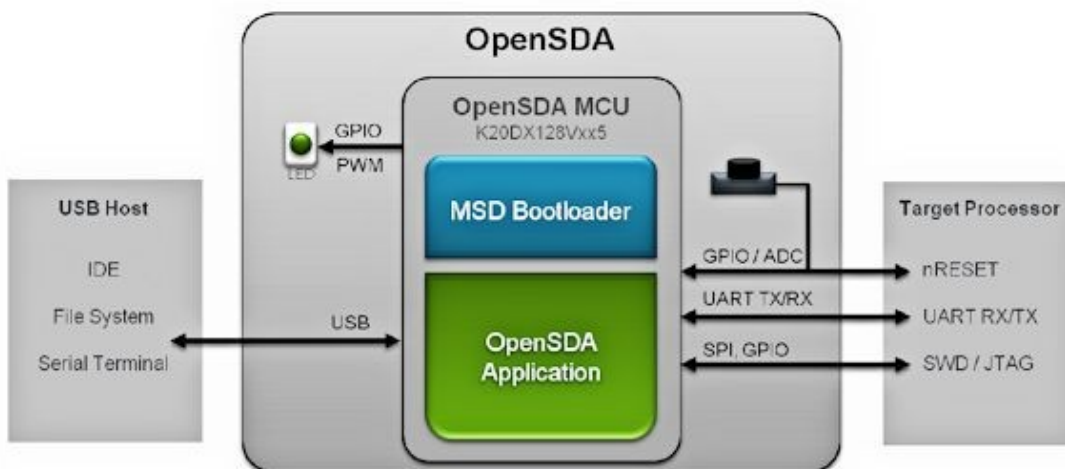 OpenSDA
OpenSDA MCU
K20DX128Vxx5
GPIO
PWM
LED
MSD Bootloader
USB Host
IDE
File System
Serial Terminal
USB
OpenSDA
Application
GPIO / ADC
UART TX/RX
SPI, GPIO
Target Processor
nRESET
UART RX/TX
SWD / JTAG